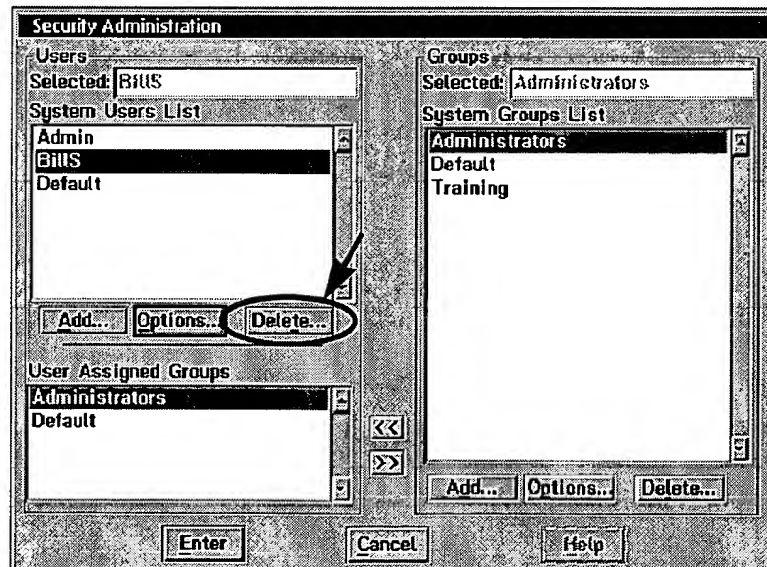 Security Administration
Users
Selected: BillS
System Users List
Admin
BillS
Default
Add... Options... Delete...
User Assigned Groups
Administrators
Default
<<
>>
Groups
Selected: Administrators
System Groups List
Administrators
Default
Training
Add... Options... Delete...
Enter Cancel Help